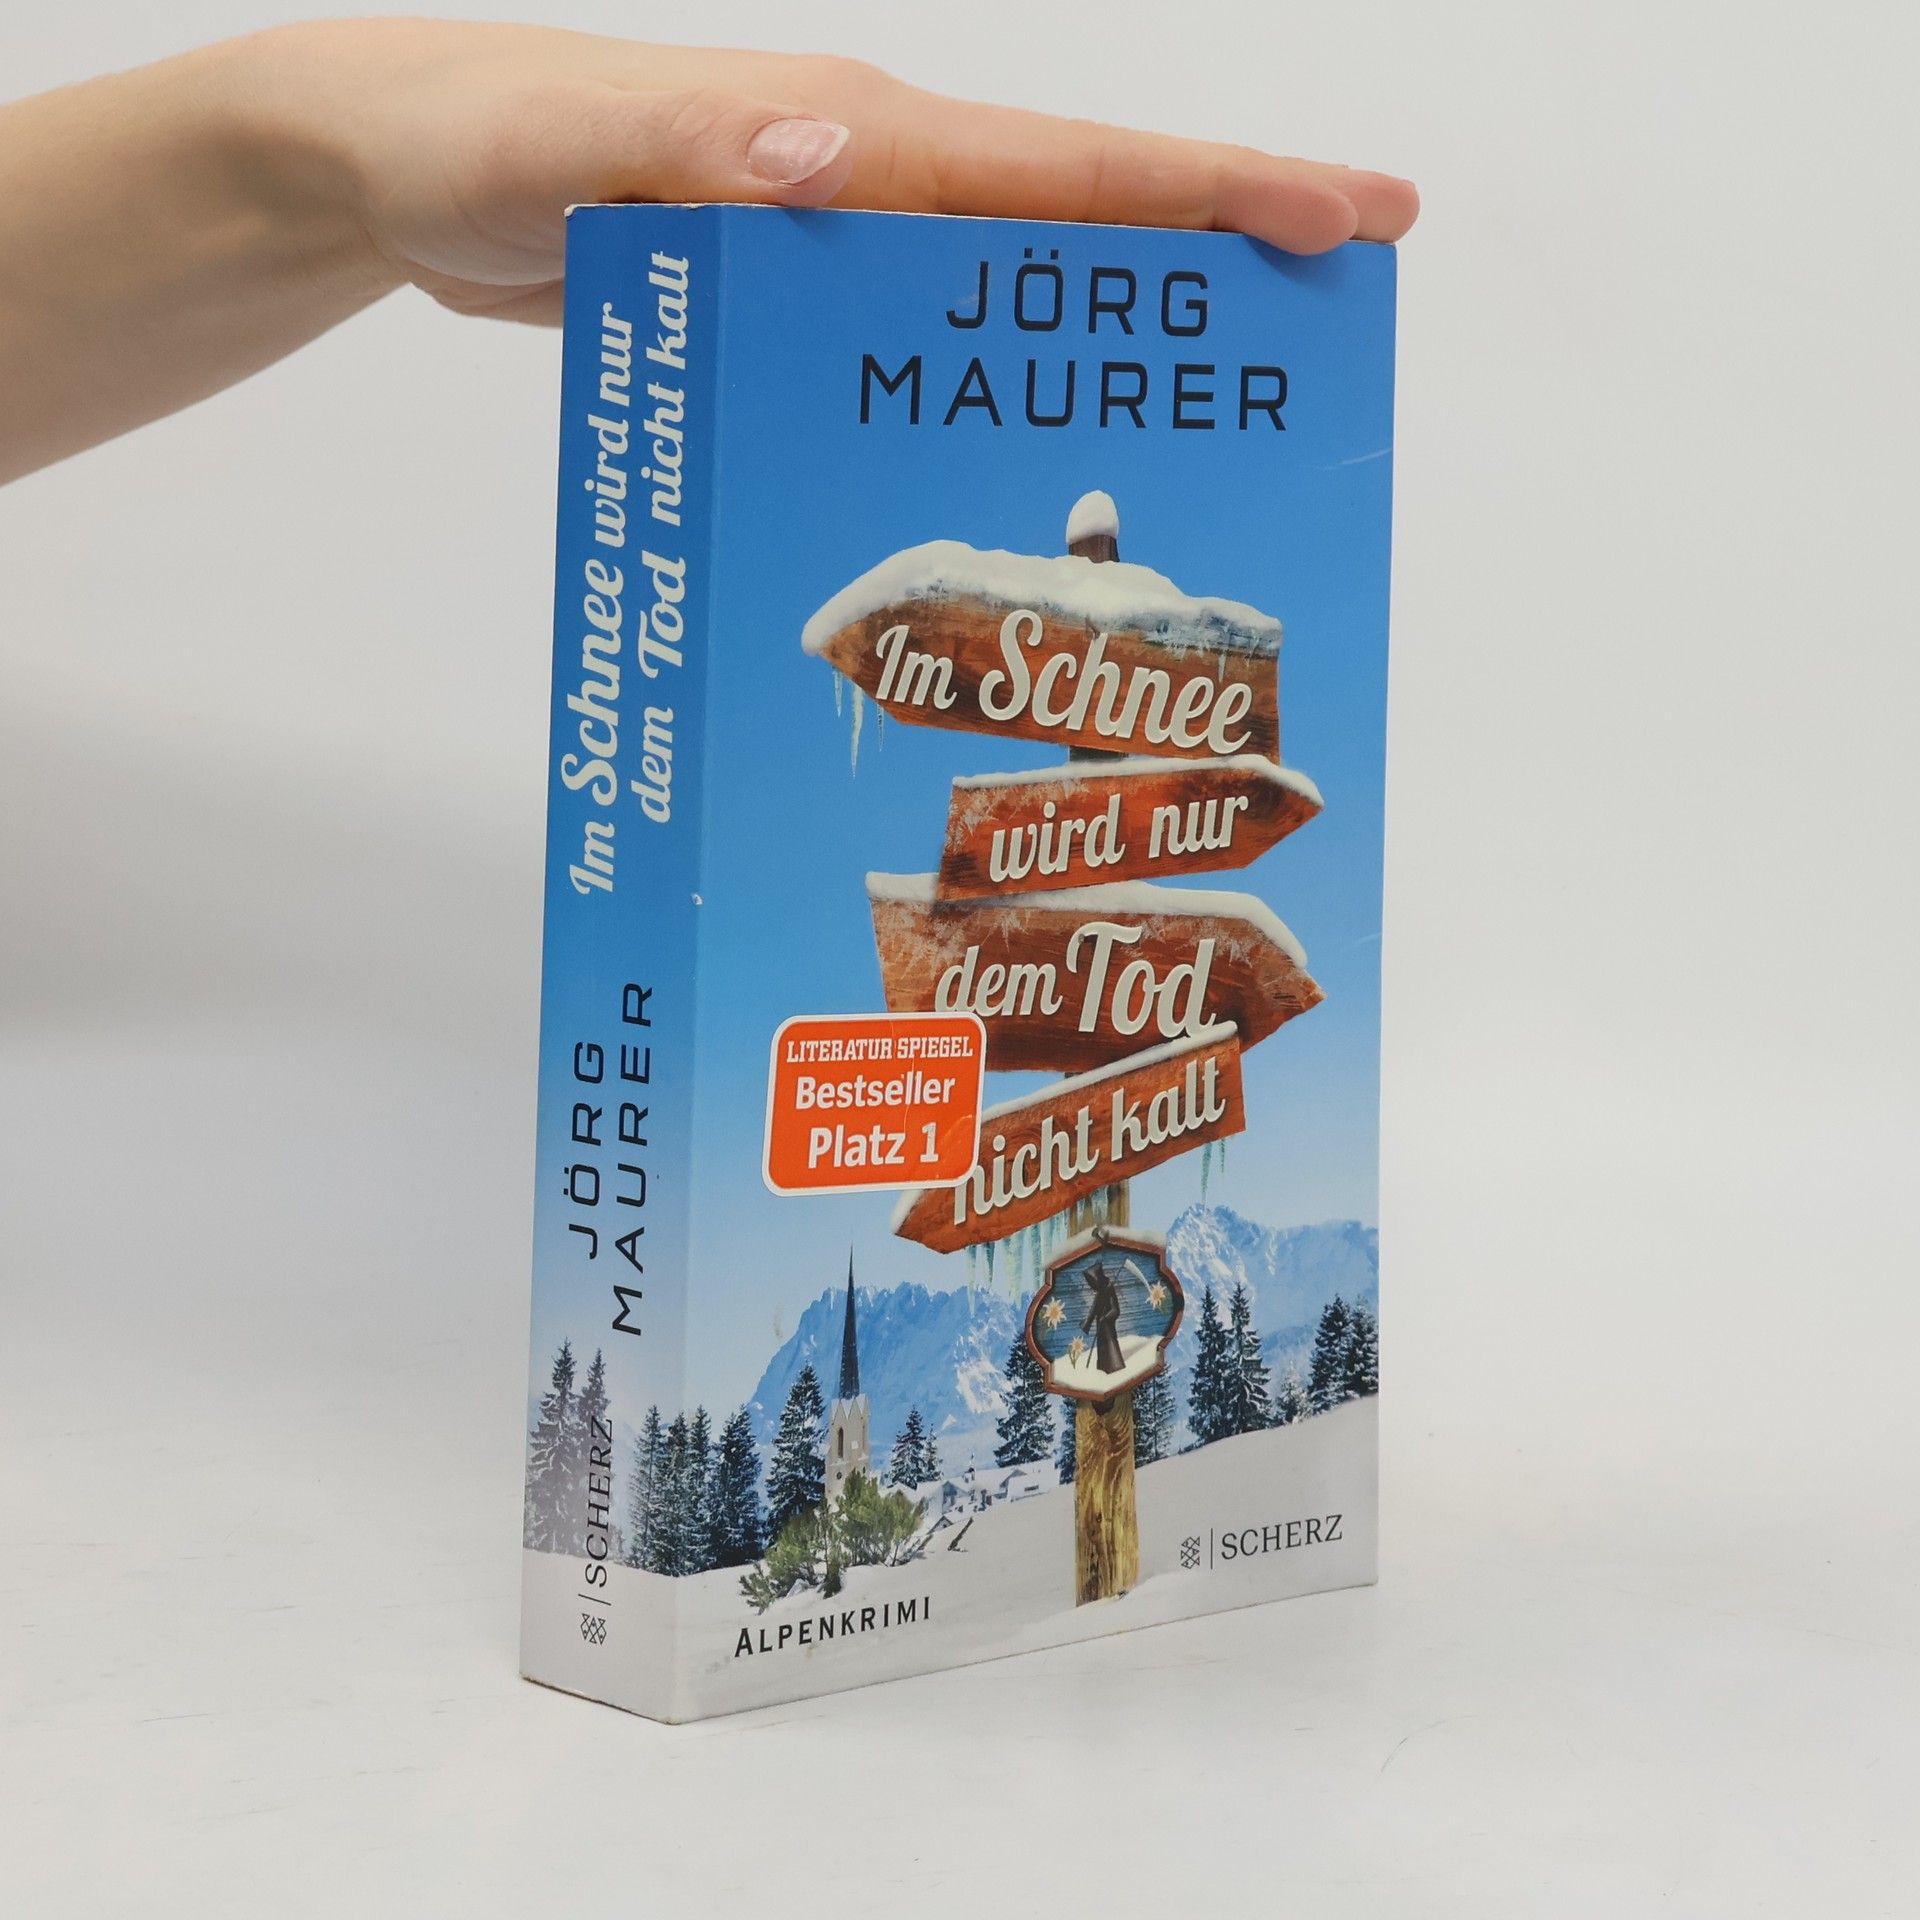 Im Schnee wird nur
dem Tod nicht kalt
JÖRG
MAURER
SCHERZ
JÖRG
MAURER
Im Schnee
wird nur
dem Tod
nicht kalt
LITERATUR SPIEGEL
Bestseller
Platz 1
ALPENKRIMI
SCHERZ